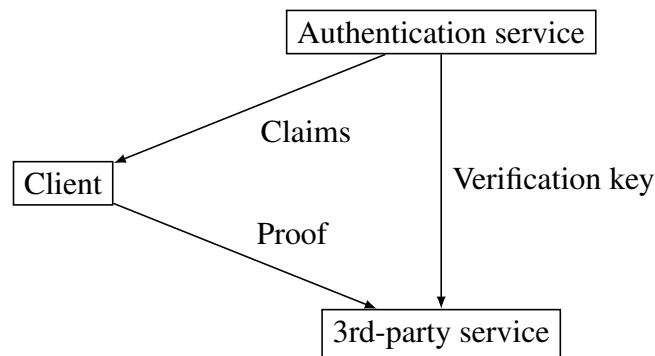 Authentication service
Claims
Client
Verification key
Proof
3rd-party service